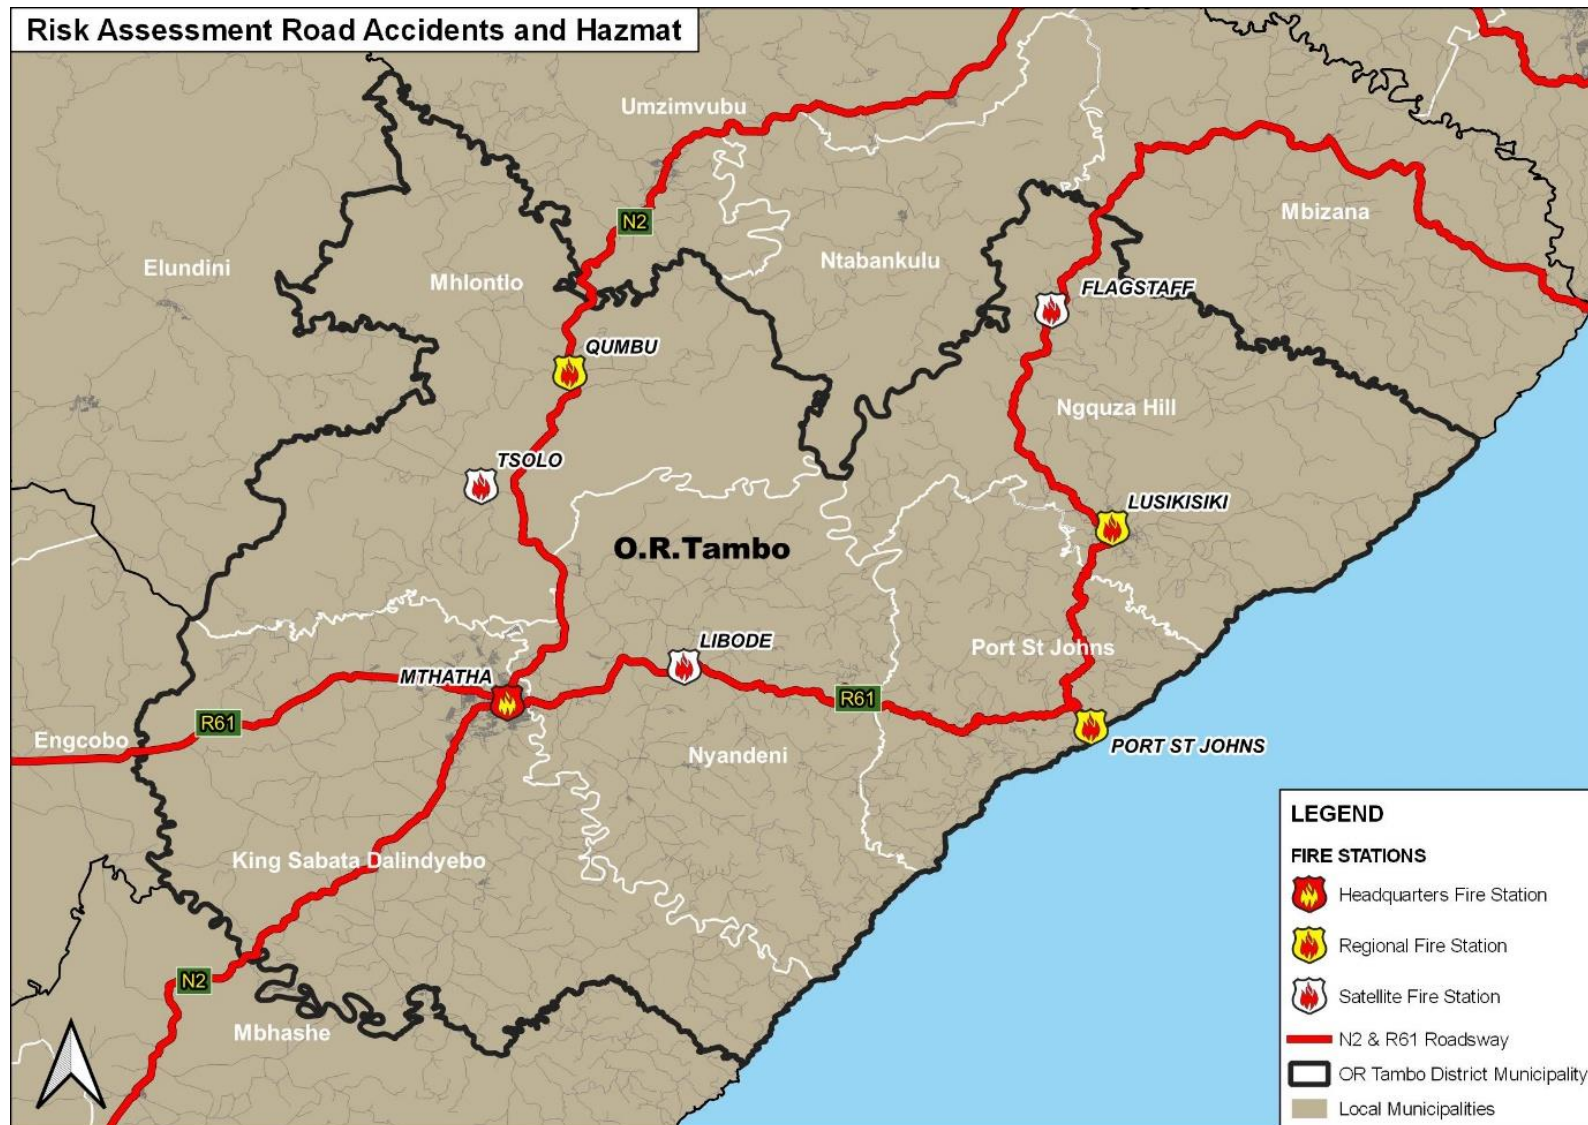 Risk Assessment Road Accidents and Hazmat
Umzimvubu
N2
Mbizana
Elundini
Mhlontlo
Ntabankulu
FLAGSTAFF
QUMBU
Ngquza Hill
TSOLO
LUSIKISIKI
O.R.Tambo
LIBODE
Port St Johns
MTHATHA
R61
R61
Engcobo
PORT ST JOHNS
Nyandeni
King Sabata Dalindyebo
N2
Mbhashe
LEGEND
FIRE STATIONS
Headquarters Fire Station
Regional Fire Station
Satellite Fire Station
N2 & R61 Roadsway
OR Tambo District Municipality
Local Municipalities